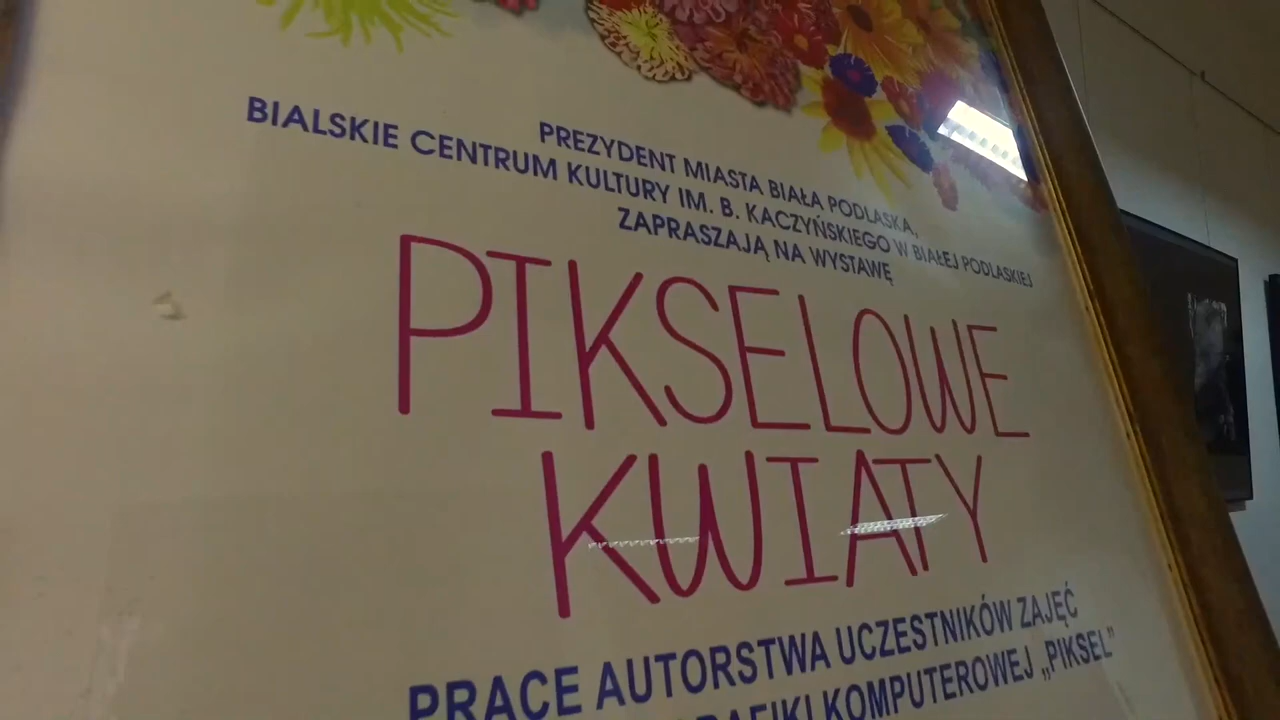 PREZYDENT MIASTA BIAŁA PODLASKA,
BIALSKIE CENTRUM KULTURY IM. B. KACZYŃSKIEGO W BIAŁEJ PODLASKIEJ
ZAPRASZAJĄ NA WYSTAWĘ
PIKSELOWE
KWIATY
PRACE AUTORSTWA UCZESTNIKÓW ZAJĘĆ
KOMPUTEROWEJ „PIKSEL”